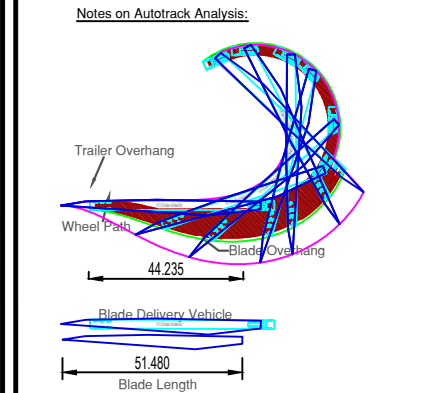 Notes on Autotrack Analysis:
Trailer Overhang
Wheel Path
Blade Overhang
44.235
Blade Delivery Vehicle
51.480
Blade Length